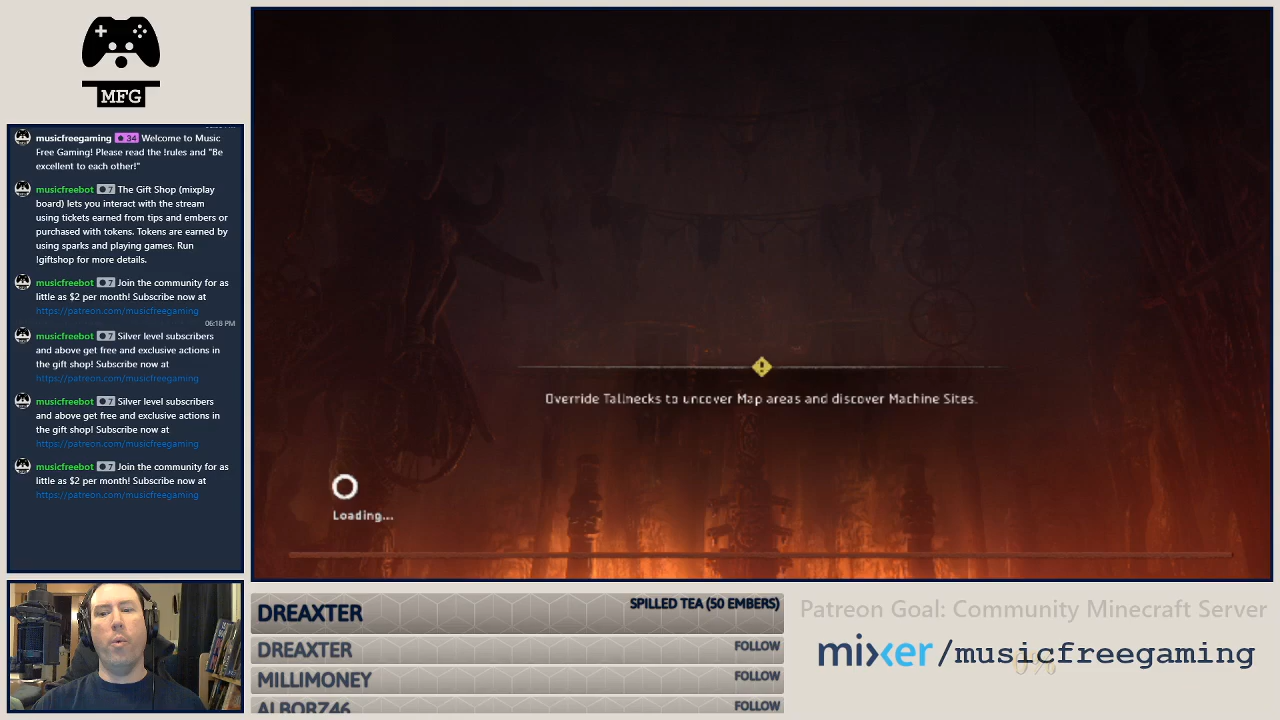 MFG
musicfreegaming 34 Welcome to Music
Free Gaming! Please read the !rules and "Be
excellent to each other!"
musicfreebot 7 The Gift Shop (mixplay
board) lets you interact with the stream
using tickets earned from tips and embers or
purchased with tokens. Tokens are earned by
using sparks and playing games. Run
!giftshop for more details.
musicfreebot 7 Join the community for as
little as $2 per month! Subscribe now at
https://patreon.com/musicfreegaming
06:18 PM
musicfreebot 7 Silver level subscribers
and above get free and exclusive actions in
the gift shop! Subscribe now at
https://patreon.com/musicfreegaming
musicfreebot 7 Silver level subscribers
and above get free and exclusive actions in
the gift shop! Subscribe now at
https://patreon.com/musicfreegaming
musicfreebot 7 Join the community for as
little as $2 per month! Subscribe now at
https://patreon.com/musicfreegaming
Override Tallnecks to uncover Map areas and discover Machine Sites.
Loading...
DREAXTER SPILLED TEA (50 EMBERS)
DREAXTER FOLLOW
MILLIMONEY FOLLOW
ALBORZ46 FOLLOW
Patreon Goal: Community Minecraft Server
mixer/musicfreegaming
0%